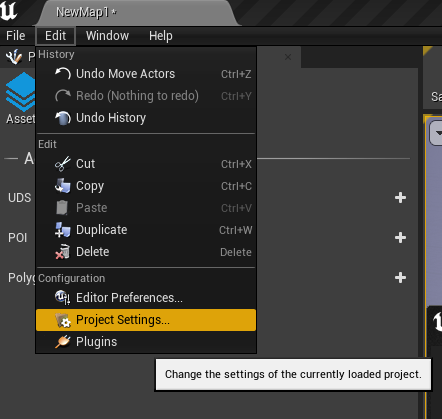 NewMap1*
File Edit Window Help
History
P
Undo Move Actors Ctrl+Z
Redo (Nothing to redo) Ctrl+Y
Asset
Undo History
Sa
Edit
A
Cut Ctrl+X
Copy Ctrl+C
UDS
Paste Ctrl+V
Duplicate Ctrl+W
POI
Delete Delete
Configuration
Poly
Editor Preferences...
Project Settings...
Plugins
Change the settings of the currently loaded project.